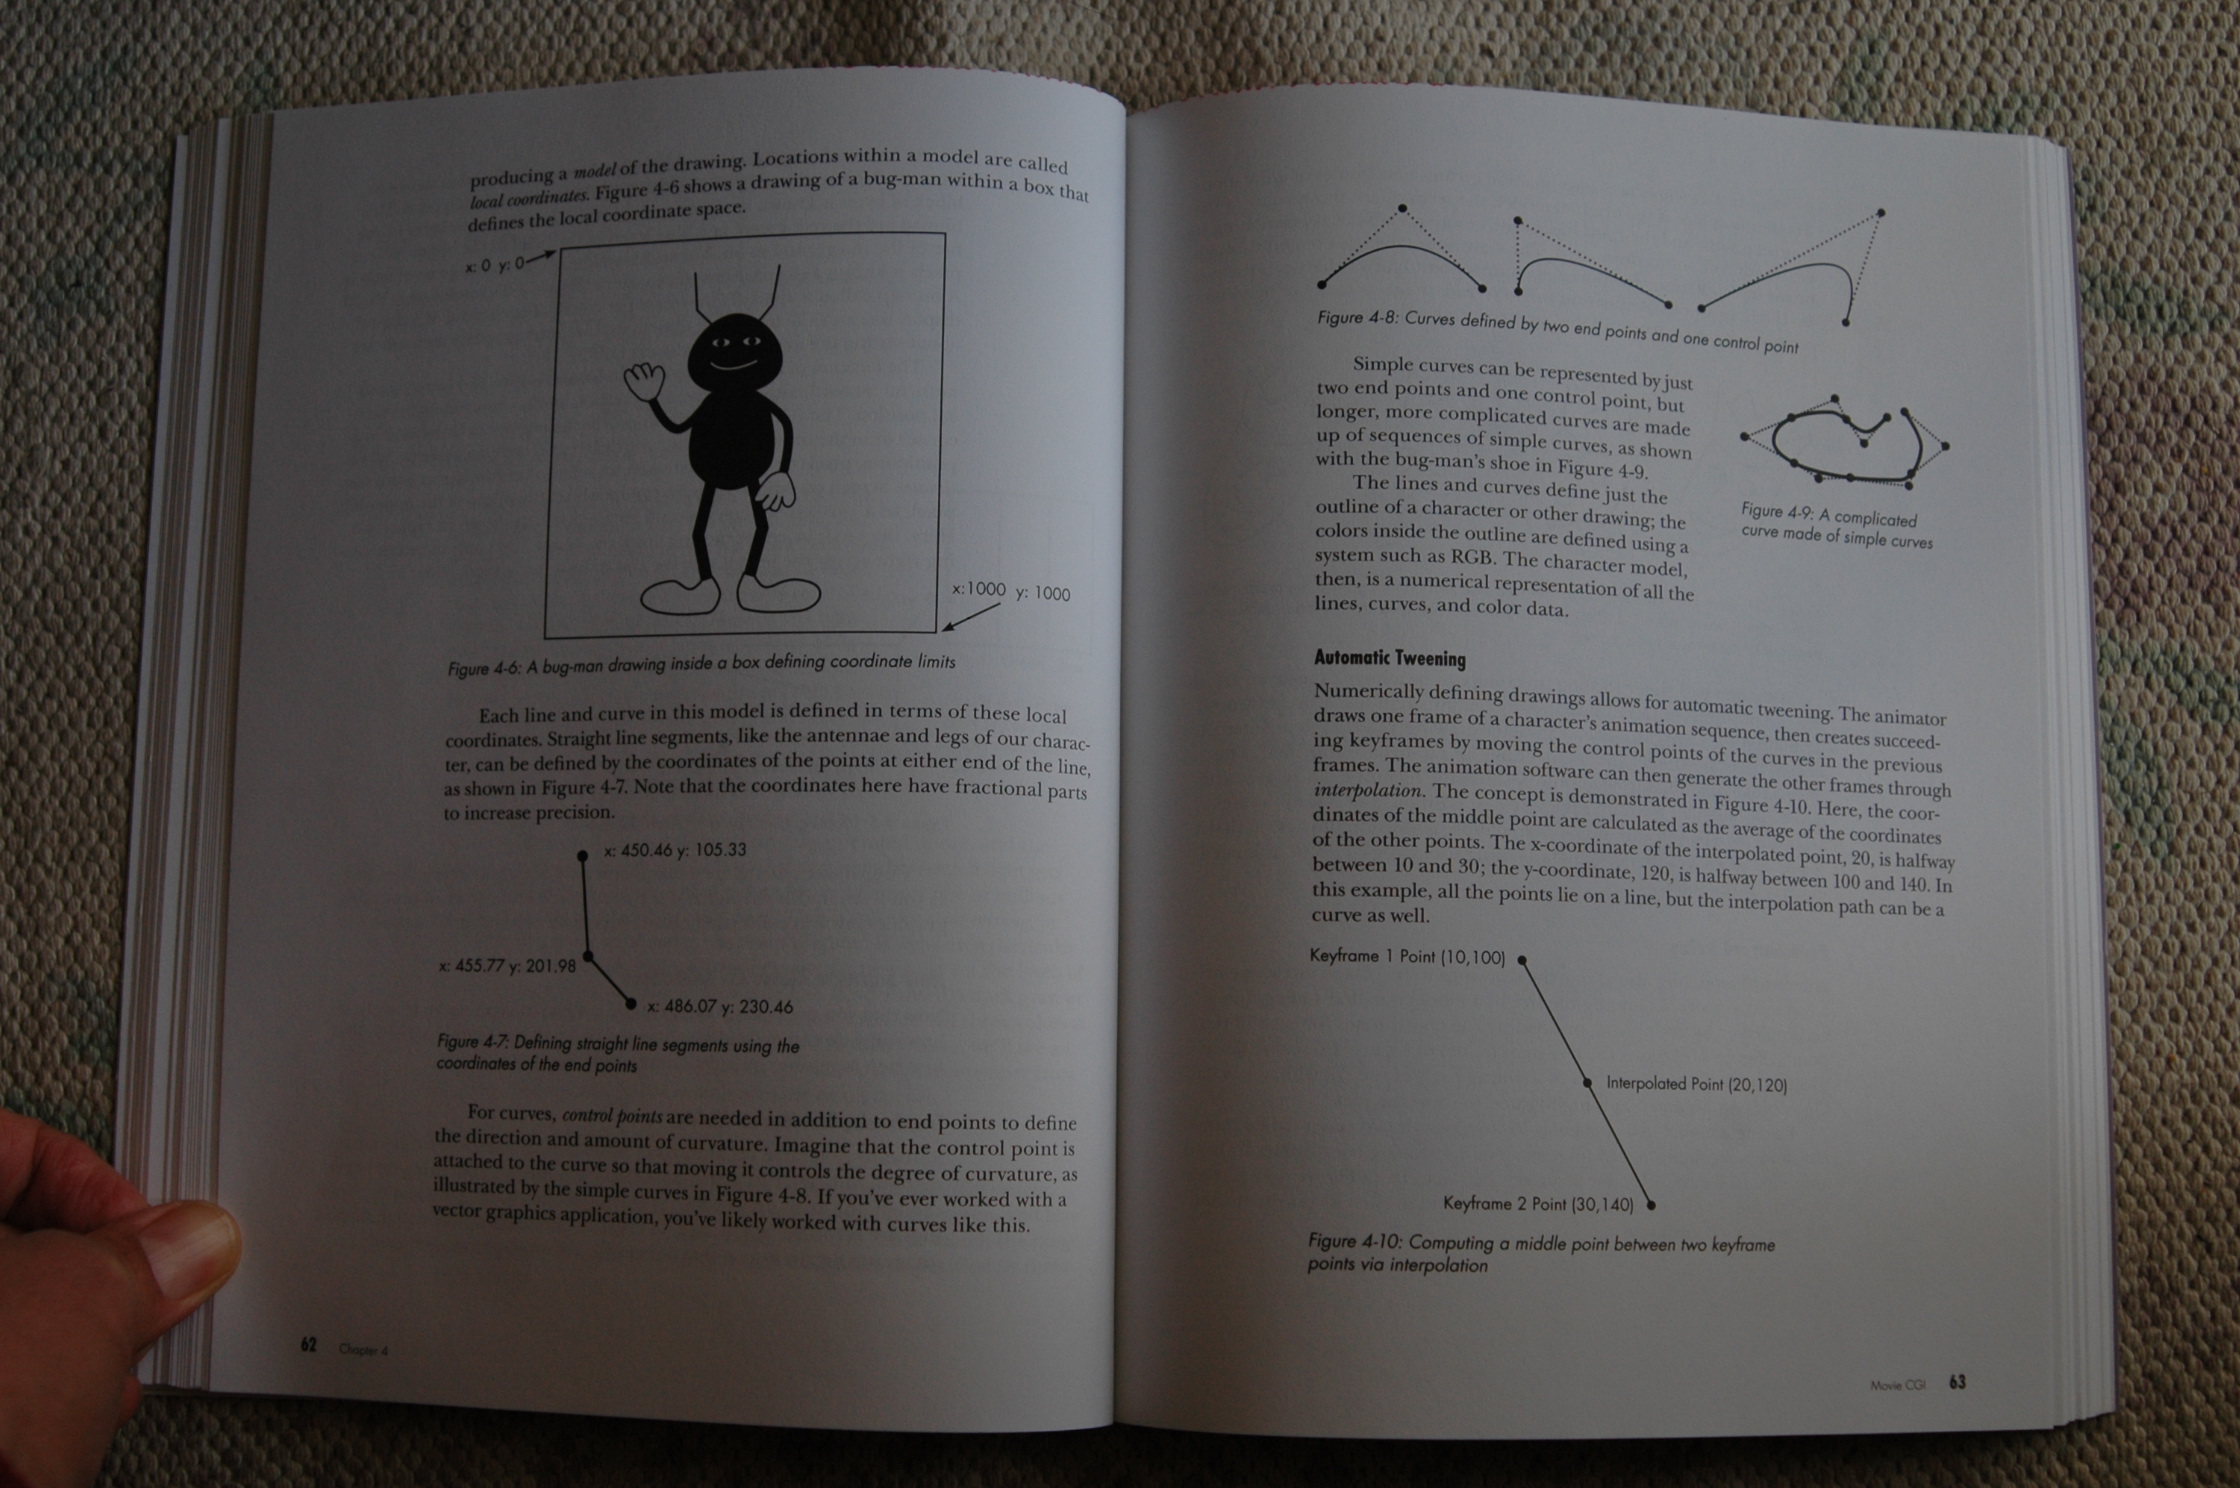 producing a model of the drawing. Locations within a model are called
local coordinates. Figure 4-6 shows a drawing of a bug-man within a box that
defines the local coordinate space.
x: 0 y: 0
x:1000 y: 1000
Figure 4-6: A bug-man drawing inside a box defining coordinate limits
Each line and curve in this model is defined in terms of these local
coordinates. Straight line segments, like the antennae and legs of our charac-
ter, can be defined by the coordinates of the points at either end of the line,
as shown in Figure 4-7. Note that the coordinates here have fractional parts
to increase precision.
x: 450.46 y: 105.33
x: 455.77 y: 201.98
x: 486.07 y: 230.46
Figure 4-7: Defining straight line segments using the
coordinates of the end points
For curves, control points are needed in addition to end points to define
the direction and amount of curvature. Imagine that the control point is
attached to the curve so that moving it controls the degree of curvature, as
illustrated by the simple curves in Figure 4-8. If you've ever worked with a
vector graphics application, you've likely worked with curves like this.
62 Chapter 4
Figure 4-8: Curves defined by two end points and one control point
Simple curves can be represented by just
two end points and one control point, but
longer, more complicated curves are made
up of sequences of simple curves, as shown
with the bug-man's shoe in Figure 4-9.
The lines and curves define just the
outline of a character or other drawing; the
colors inside the outline are defined using a
system such as RGB. The character model,
then, is a numerical representation of all the
lines, curves, and color data.
Figure 4-9: A complicated
curve made of simple curves
Automatic Tweening
Numerically defining drawings allows for automatic tweening. The animator
draws one frame of a character's animation sequence, then creates succeed-
ing keyframes by moving the control points of the curves in the previous
frames. The animation software can then generate the other frames through
interpolation. The concept is demonstrated in Figure 4-10. Here, the coor-
dinates of the middle point are calculated as the average of the coordinates
of the other points. The x-coordinate of the interpolated point, 20, is halfway
between 10 and 30; the y-coordinate, 120, is halfway between 100 and 140. In
this example, all the points lie on a line, but the interpolation path can be a
curve as well.
Keyframe 1 Point (10,100)
Interpolated Point (20,120)
Keyframe 2 Point (30,140)
Figure 4-10: Computing a middle point between two keyframe
points via interpolation
Movie CGI 63